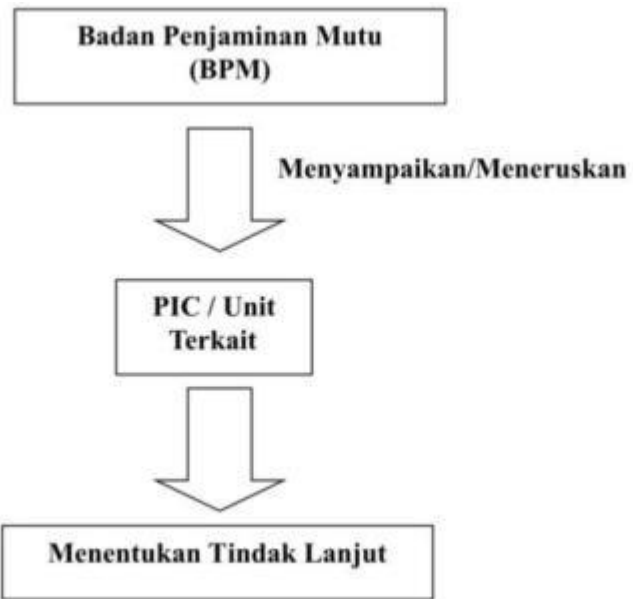 Badan Penjaminan Mutu
(BPM)
Menyampaikan/Meneruskan
PIC / Unit
Terkait
Menentukan Tindak Lanjut